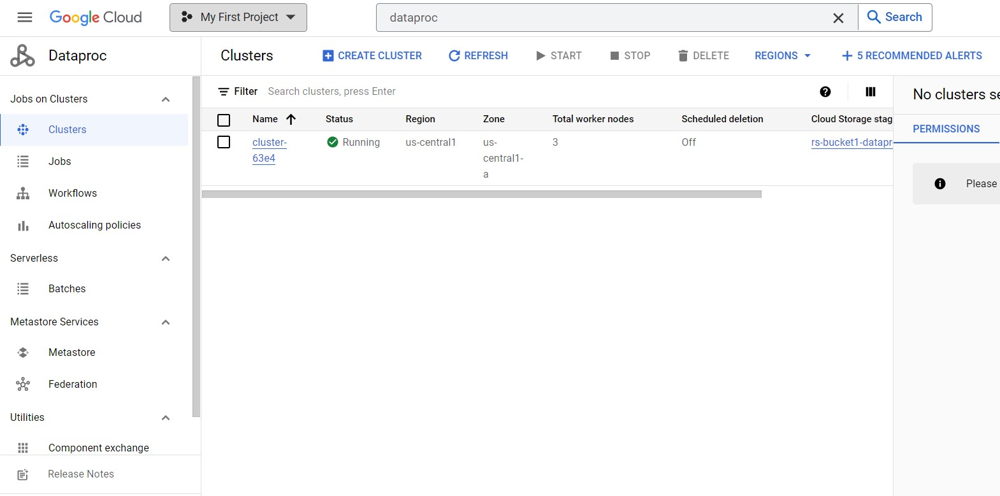 Google Cloud
My First Project
dataproc
Search
Dataproc
Clusters
CREATE CLUSTER
REFRESH
START
STOP
DELETE
REGIONS
5 RECOMMENDED ALERTS
Jobs on Clusters
Clusters
Jobs
Workflows
Autoscaling policies
Serverless
Batches
Metastore Services
Metastore
Federation
Utilities
Component exchange
Release Notes
Filter Search clusters, press Enter
Name Status Region Zone Total worker nodes Scheduled deletion Cloud Storage stag
cluster- Running us-central1 us- 3 Off rs-bucket1-datapr
63e4 central1-
a
No clusters se
PERMISSIONS
Please